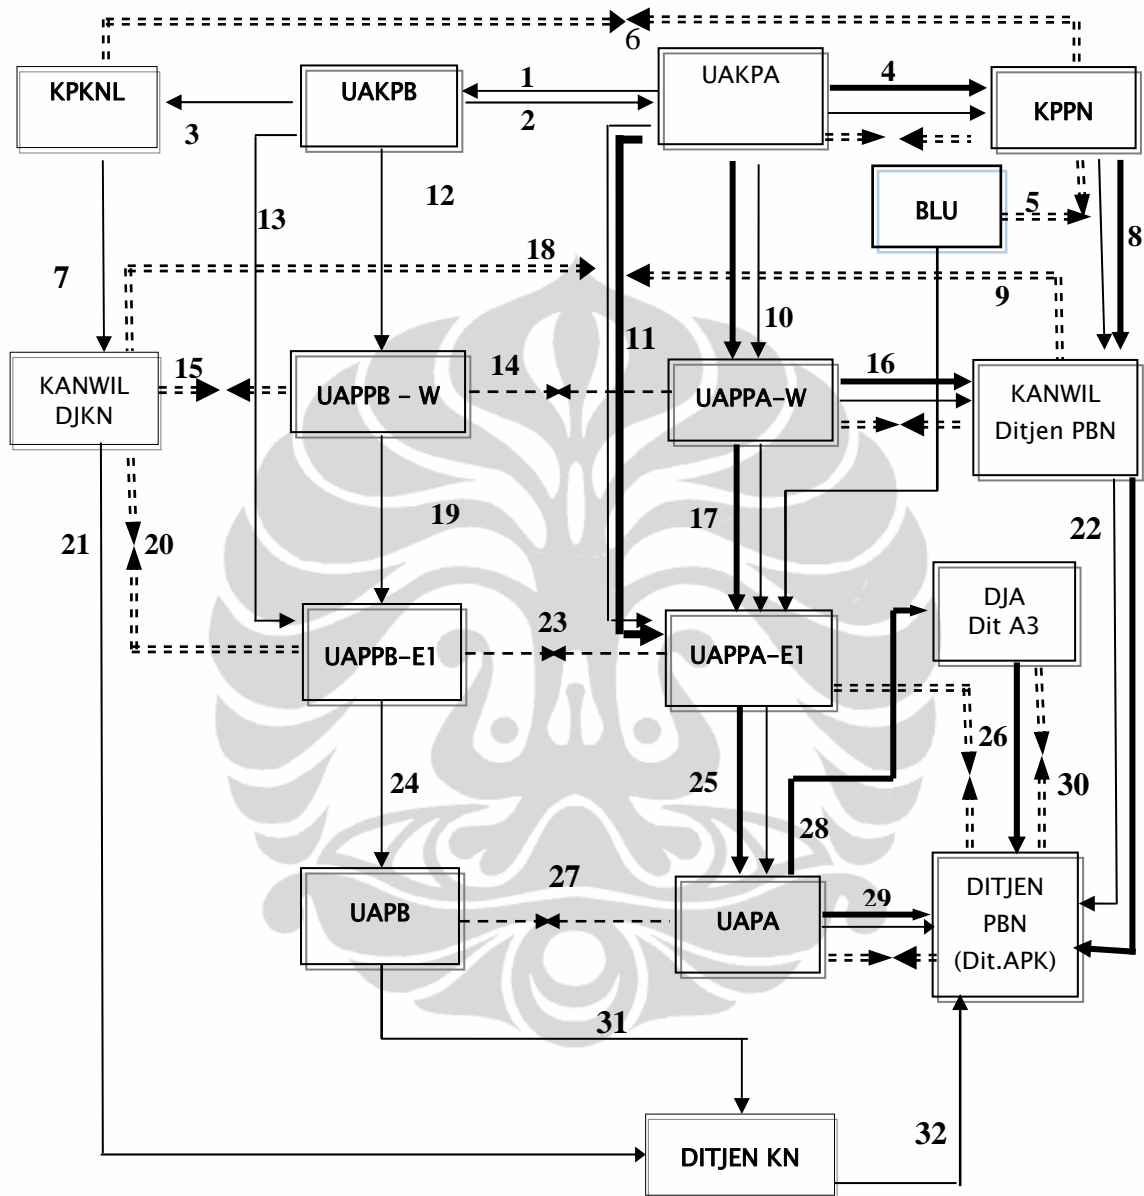 6
UAKPA
1
4
KPKNL
UAKPB
KPPN
3
2
12
13
BLU
5
8
7
18
9
10
11
15
14
16
KANWIL
DJKN
UAPPB – W
UAPPA-W
KANWIL
Ditjen PBN
21
20
19
17
22
DJA
Dit A3
23
UAPPB-E1
UAPPA-E1
26
24
25
30
28
27
29
UAPB
UAPA
DITJEN
PBN
(Dit.APK)
31
32
DITJEN KN